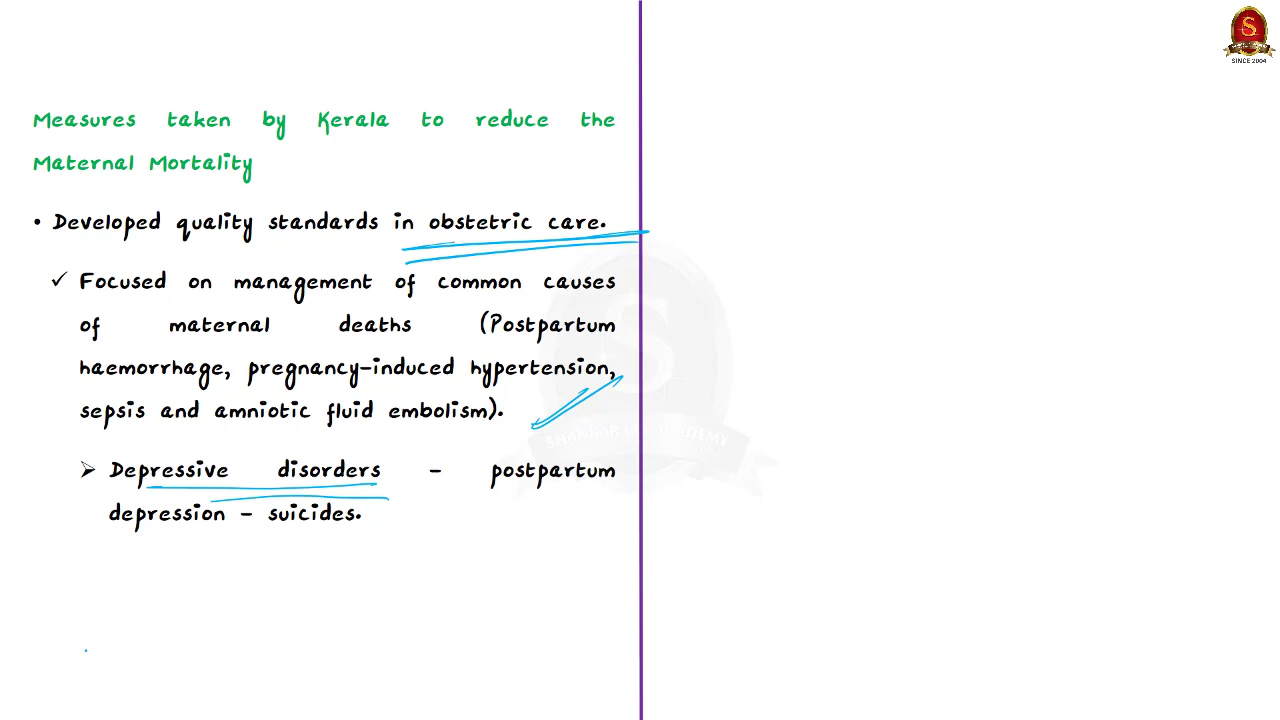 Measures taken by Kerala to reduce the
Maternal Mortality
• Developed quality standards in obstetric care.
✓ Focused on management of common causes
of maternal deaths (Postpartum
haemorrhage, pregnancy-induced hypertension,
sepsis and amniotic fluid embolism).
➢ Depressive disorders – postpartum
depression – suicides.
S
SINCE 2004